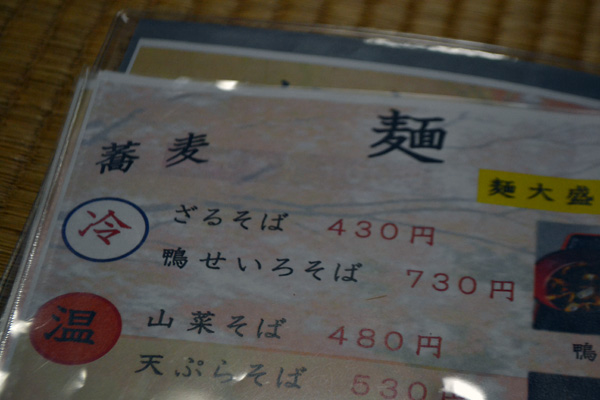 麺
蕎麦
麺大盛
冷
ざるそば 430円
鴨せいろそば 730円
温
山菜そば 480円
天ぷらそば 530円
鴨